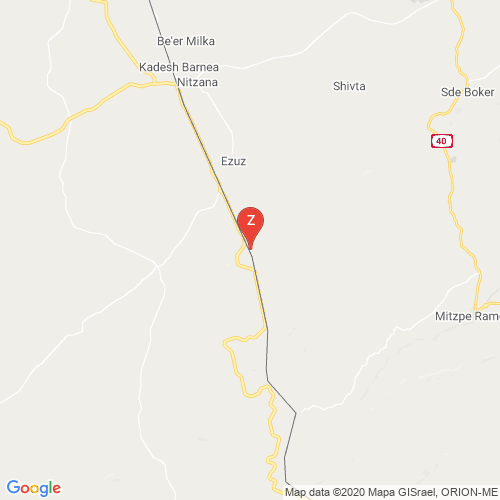 Be'er Milka
Kadesh Barnea
Nitzana
Shivta
Sde Boker
40
Ezuz
Z
Mitzpe Ramo
Google
Map data ©2020 Mapa GISrael, ORION-ME